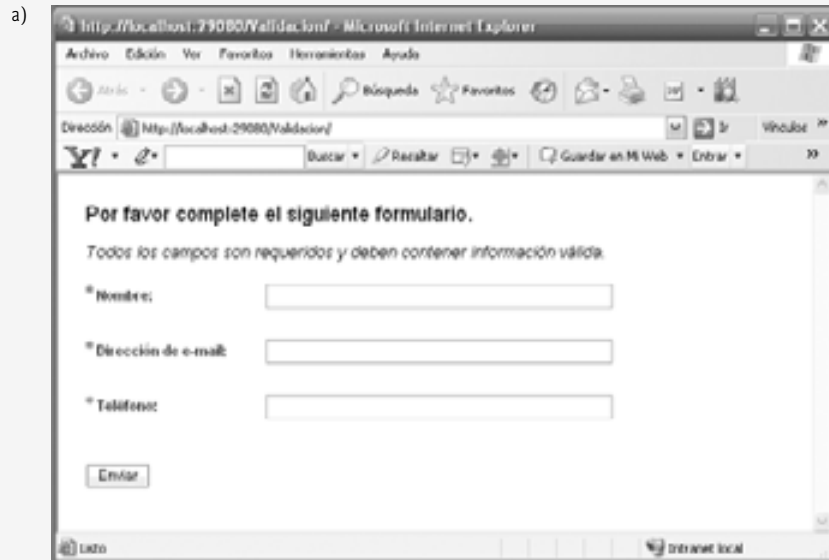 a)
http://localhost:29080/Validacion/ - Microsoft Internet Explorer
Archivo Edición Ver Favoritos Herramientas Ayuda
Atrás Búsqueda Favoritos
Dirección http://localhost:29080/Validacion/ Ir Vínculos »
Y! Buscar Resaltar Guardar en Mi Web Entrar »
Por favor complete el siguiente formulario.
Todos los campos son requeridos y deben contener información válida.
* Nombre:
* Dirección de e-mail:
* Teléfono:
Enviar
Listo Intranet local